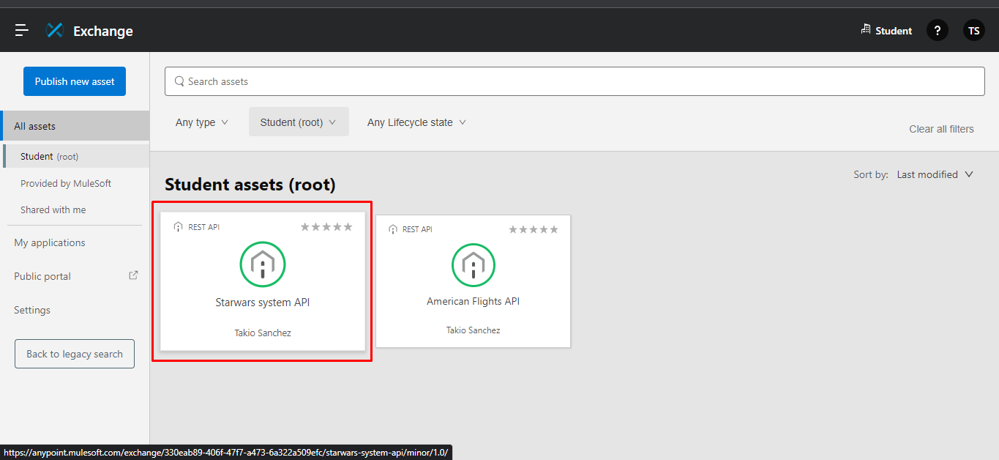 Exchange
Student
?
TS
Publish new asset
All assets
Student (root)
Provided by MuleSoft
Shared with me
My applications
Public portal
Settings
Back to legacy search
Search assets
Any type
Student (root)
Any Lifecycle state
Clear all filters
Student assets (root)
Sort by: Last modified
REST API
Starwars system API
Takio Sanchez
REST API
American Flights API
Takio Sanchez
https://anypoint.mulesoft.com/exchange/330eab89-406f-47f7-a473-6a322a509efc/starwars-system-api/minor/1.0/